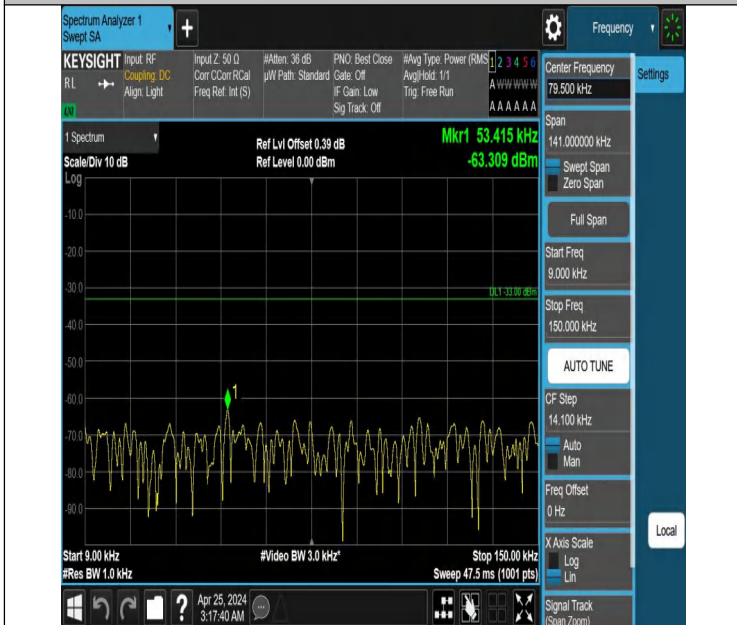 Spectrum Analyzer 1
Swept SA
+
Frequency
KEYSIGHT
RL
Input: RF
Coupling: DC
Align: Light
Input Z: 50 Ω
Corr CCorr RCal
Freq Ref: Int (S)
#Atten: 36 dB
µW Path: Standard
PNO: Best Close
Gate: Off
IF Gain: Low
Sig Track: Off
#Avg Type: Power (RMS
Avg|Hold: 1/1
Trig: Free Run
1 2 3 4 5 6
A W W W W W
A A A A A A
1 Spectrum
Scale/Div 10 dB
Log
Ref Lvl Offset 0.39 dB
Ref Level 0.00 dBm
Mkr1 53.415 kHz
-63.309 dBm
-10.0
-20.0
-30.0
DL1 -33.00 dBm
-40.0
-50.0
-60.0
1
-70.0
-80.0
-90.0
Start 9.00 kHz
#Res BW 1.0 kHz
#Video BW 3.0 kHz*
Stop 150.00 kHz
Sweep 47.5 ms (1001 pts)
?
Apr 25, 2024
3:17:40 AM
Center Frequency
79.500 kHz
Settings
Span
141.000000 kHz
Swept Span
Zero Span
Full Span
Start Freq
9.000 kHz
Stop Freq
150.000 kHz
AUTO TUNE
CF Step
14.100 kHz
Auto
Man
Freq Offset
0 Hz
X Axis Scale
Log
Lin
Local
Signal Track
(Span Zoom)